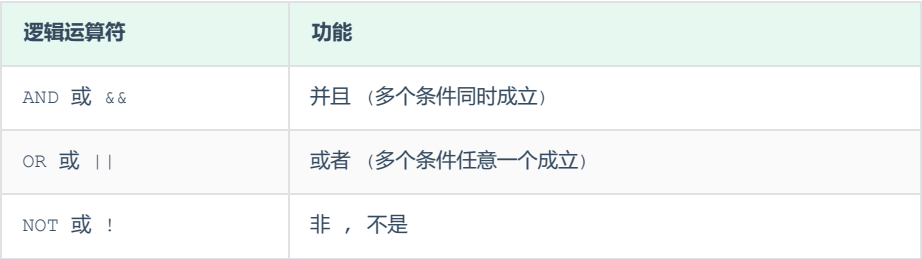 逻辑运算符 功能
AND 或 && 并且 (多个条件同时成立)
OR 或 || 或者 (多个条件任意一个成立)
NOT 或 ! 非 , 不是